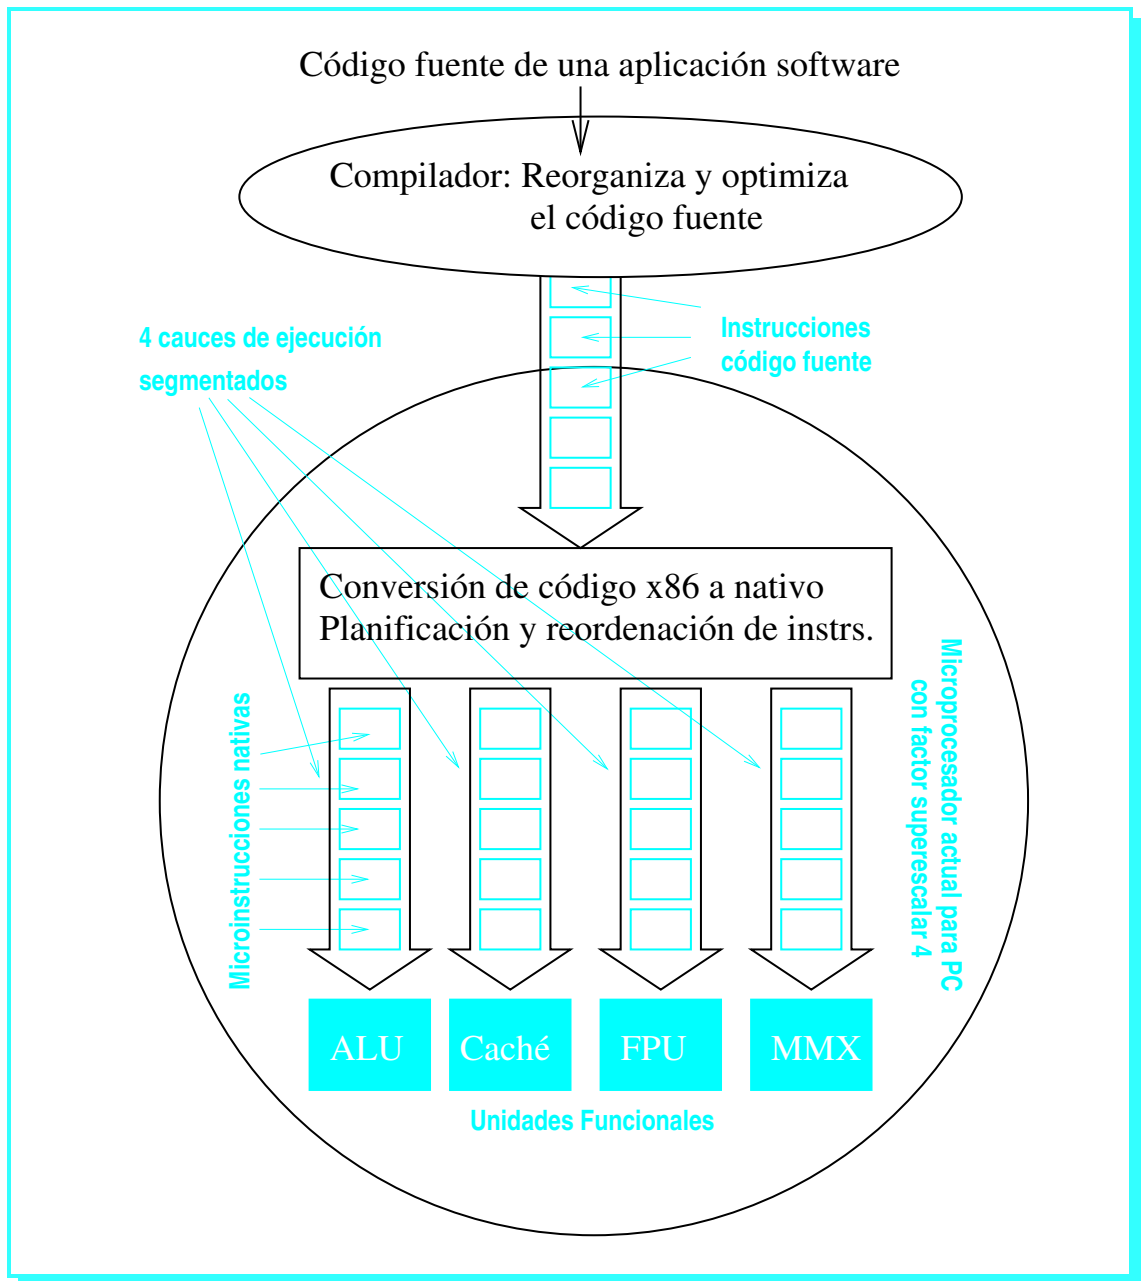 Código fuente de una aplicación software
Compilador: Reorganiza y optimiza
el código fuente
4 cauces de ejecución
segmentados
Instrucciones
código fuente
Conversión de código x86 a nativo
Planificación y reordenación de instrs.
Microinstrucciones nativas
Microprocesador actual para PC
con factor superescalar 4
ALU
Caché
FPU
MMX
Unidades Funcionales